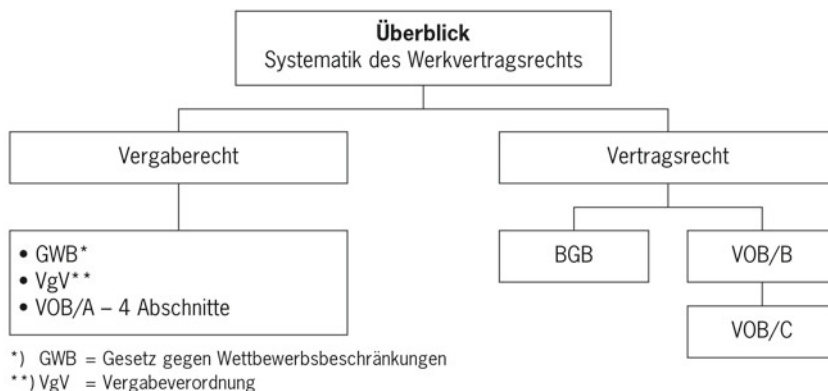 Überblick
Systematik des Werkvertragsrechts
Vergaberecht
Vertragsrecht
• GWB*
• VgV**
• VOB/A – 4 Abschnitte
BGB
VOB/B
VOB/C
*) GWB = Gesetz gegen Wettbewerbsbeschränkungen
**) VgV = Vergabeverordnung